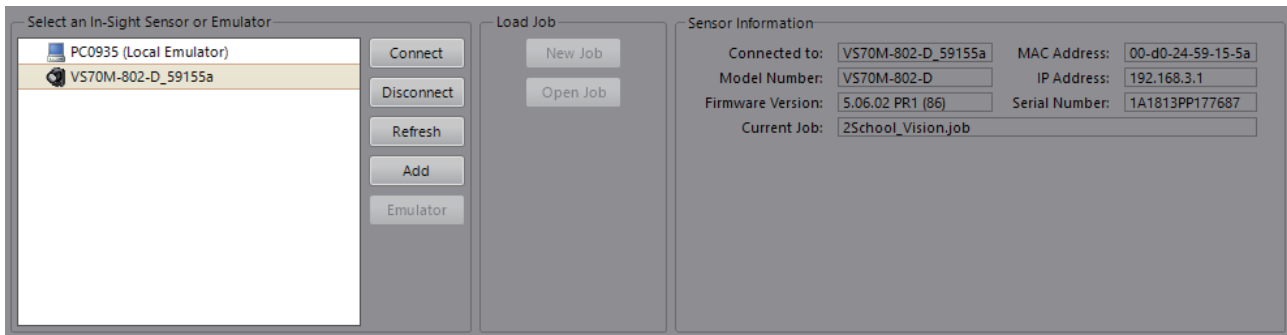 Select an In-Sight Sensor or Emulator
PC0935 (Local Emulator)
VS70M-802-D_59155a
Connect
Disconnect
Refresh
Add
Emulator
Load Job
New Job
Open Job
Sensor Information
Connected to: VS70M-802-D_59155a MAC Address: 00-d0-24-59-15-5a
Model Number: VS70M-802-D IP Address: 192.168.3.1
Firmware Version: 5.06.02 PR1 (86) Serial Number: 1A1813PP177687
Current Job: 2School_Vision.job